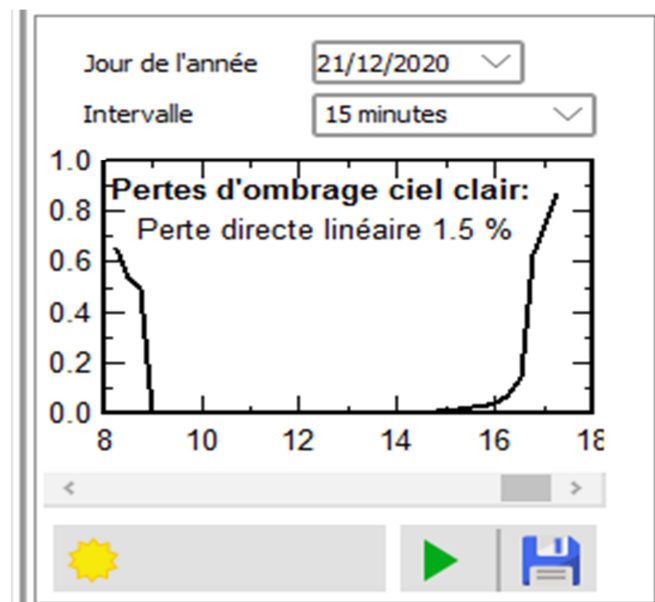 Jour de l'année 21/12/2020
Intervalle 15 minutes
1.0
Pertes d'ombrage ciel clair:
0.8
Perte directe linéaire 1.5 %
0.6
0.4
0.2
0.0
8 10 12 14 16 18